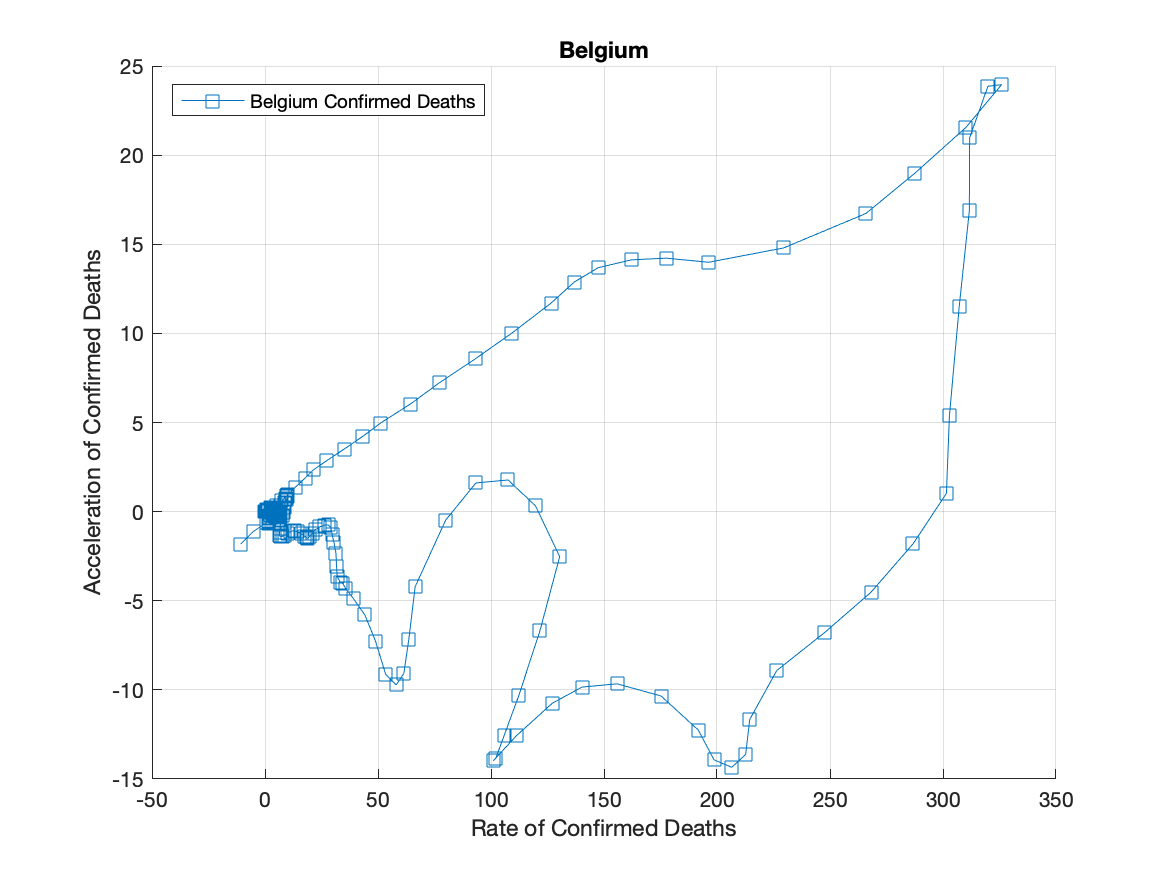 Belgium
Belgium Confirmed Deaths
25
20
15
10
5
0
-5
-10
-15
Acceleration of Confirmed Deaths
-50 0 50 100 150 200 250 300 350
Rate of Confirmed Deaths